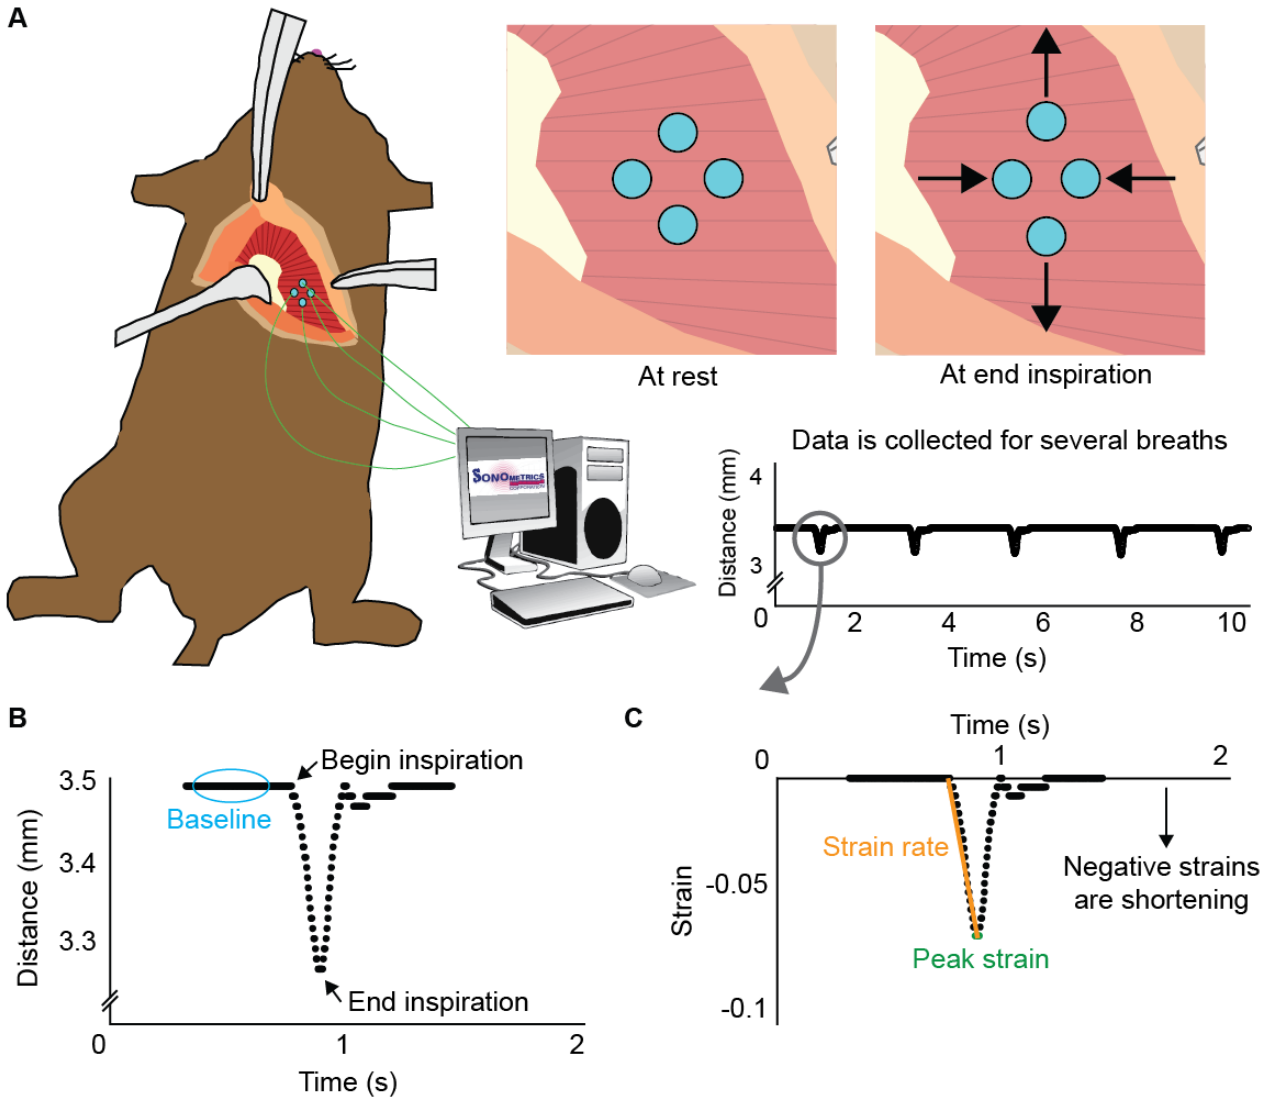 A
At rest
At end inspiration
SONOMETRICS
CORPORATION
Data is collected for several breaths
Distance (mm)
4
3
0
2
4
6
8
10
Time (s)
B
3.5
3.4
3.3
Distance (mm)
Begin inspiration
Baseline
End inspiration
0
1
2
Time (s)
C
Time (s)
0
1
2
Strain
-0.05
-0.1
Strain rate
Peak strain
Negative strains
are shortening